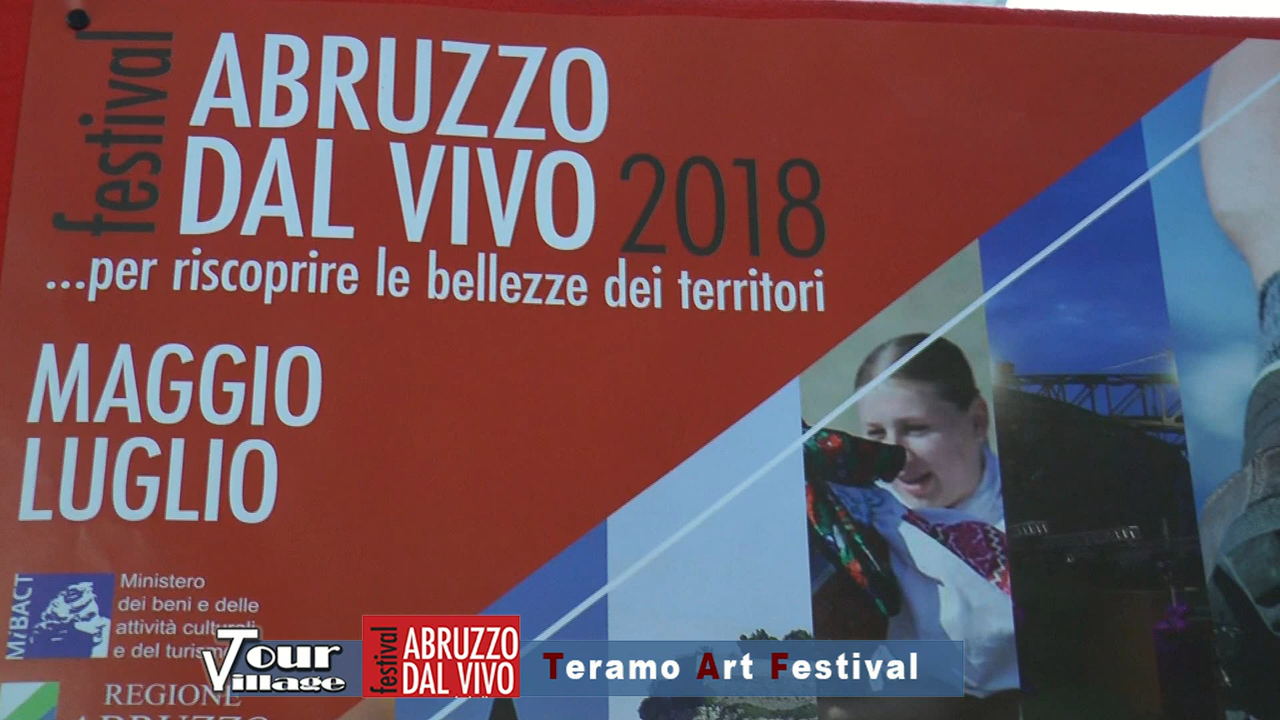 festival
ABRUZZO
DAL VIVO 2018
...per riscoprire le bellezze dei territori
MAGGIO
LUGLIO
MiBACT
Ministero
dei beni e delle
attività culturali
e del turismo
REGIONE
ABRUZZO
Tour
Village
festival
ABRUZZO
DAL VIVO
Teramo Art Festival